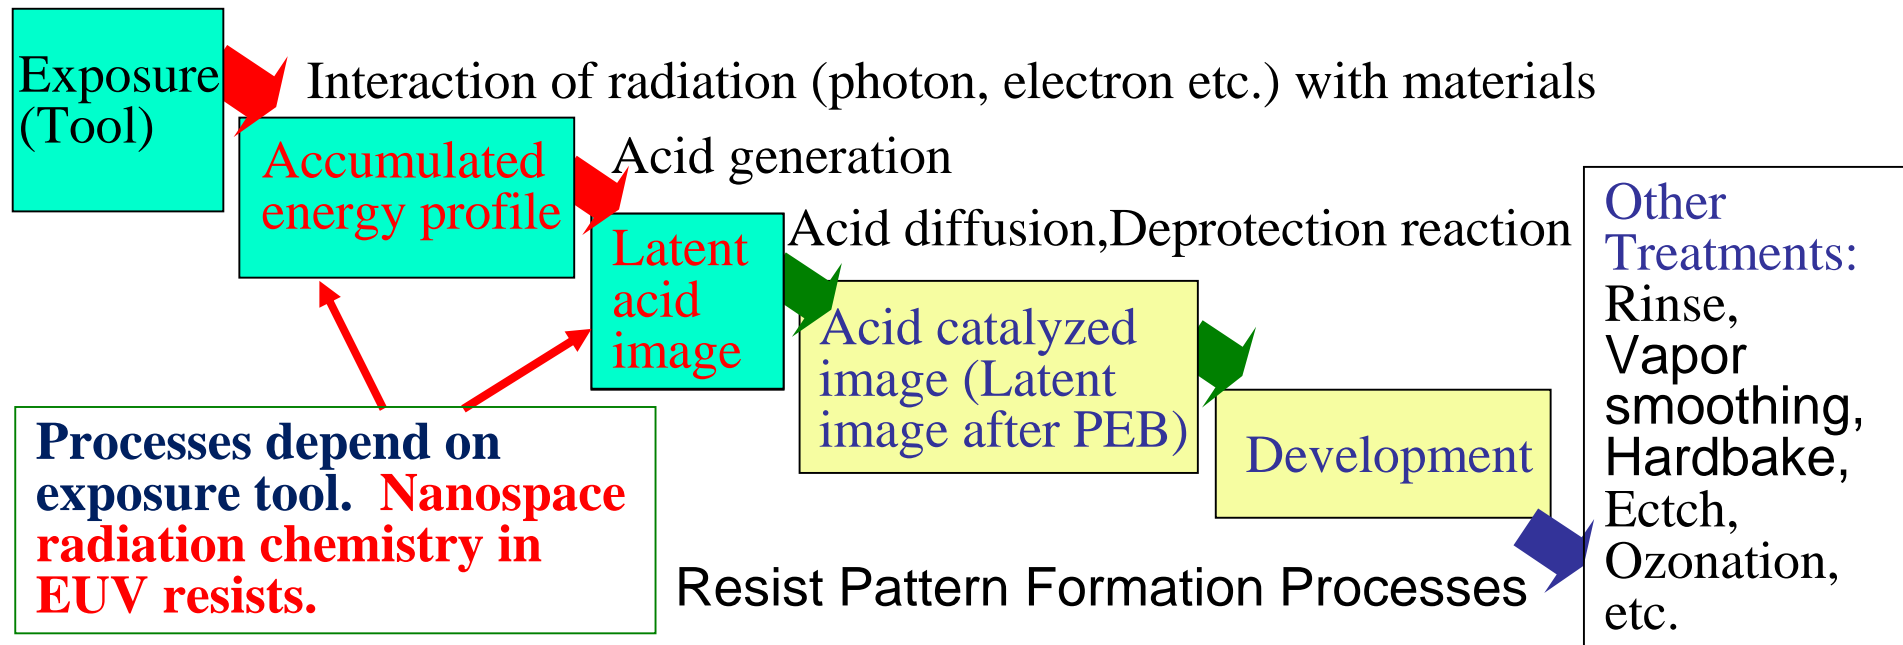 Exposure
(Tool)
Interaction of radiation (photon, electron etc.) with materials
Accumulated
energy profile
Acid generation
Latent
acid
image
Acid diffusion,Deprotection reaction
Acid catalyzed
image (Latent
image after PEB)
Development
Other
Treatments:
Rinse,
Vapor
smoothing,
Hardbake,
Ectch,
Ozonation,
etc.
Processes depend on
exposure tool. Nanospace
radiation chemistry in
EUV resists.
Resist Pattern Formation Processes